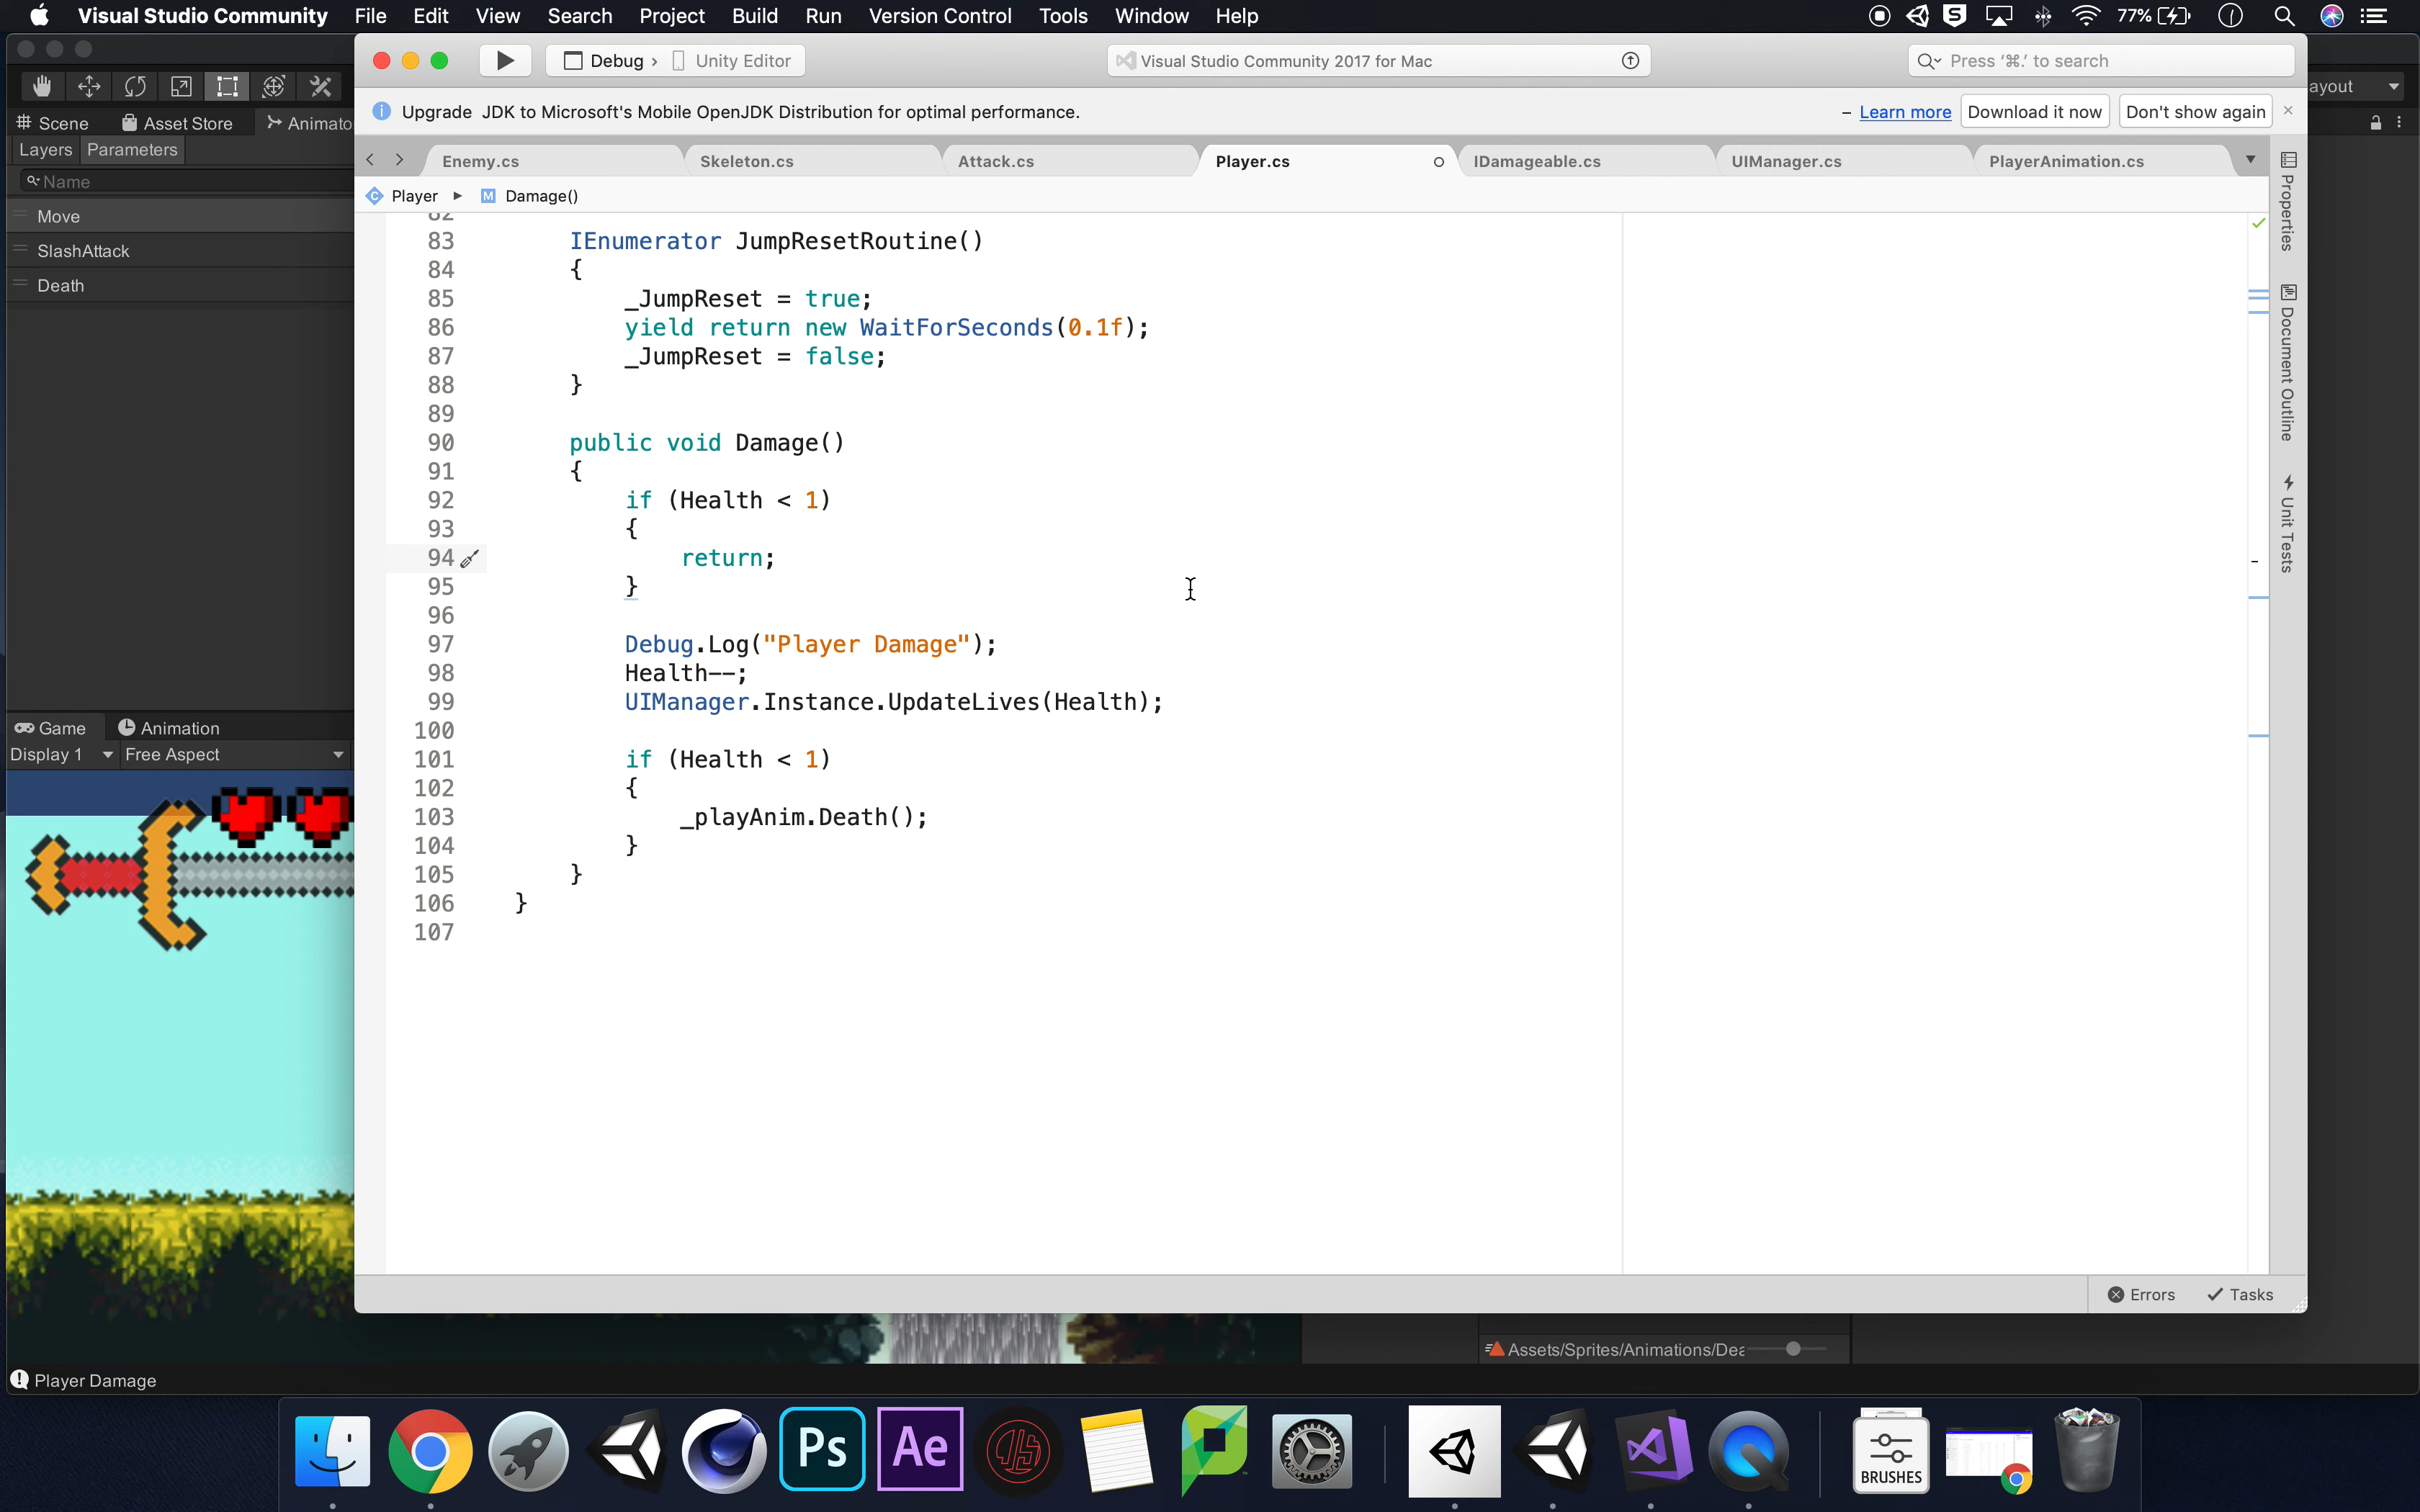 Visual Studio Community File Edit View Search Project Build Run Version Control Tools Window Help 77%
Debug › Unity Editor
Visual Studio Community 2017 for Mac
Press '⌘.' to search
ayout
Upgrade JDK to Microsoft's Mobile OpenJDK Distribution for optimal performance.
– Learn more
Download it now
Don't show again
Scene Asset Store Animato
Layers Parameters
Name
Move
SlashAttack
Death
Enemy.cs Skeleton.cs Attack.cs Player.cs IDamageable.cs UIManager.cs PlayerAnimation.cs
Player ▸ M Damage()
82
83 IEnumerator JumpResetRoutine()
84 {
85 _JumpReset = true;
86 yield return new WaitForSeconds(0.1f);
87 _JumpReset = false;
88 }
89
90 public void Damage()
91 {
92 if (Health < 1)
93 {
94 return;
95 }
96
97 Debug.Log("Player Damage");
98 Health--;
99 UIManager.Instance.UpdateLives(Health);
100
101 if (Health < 1)
102 {
103 _playAnim.Death();
104 }
105 }
106 }
107
Properties
Document Outline
Unit Tests
Game Animation
Display 1 Free Aspect
Errors Tasks
Assets/Sprites/Animations/Dea
Player Damage
Ps
Ae
BRUSHES